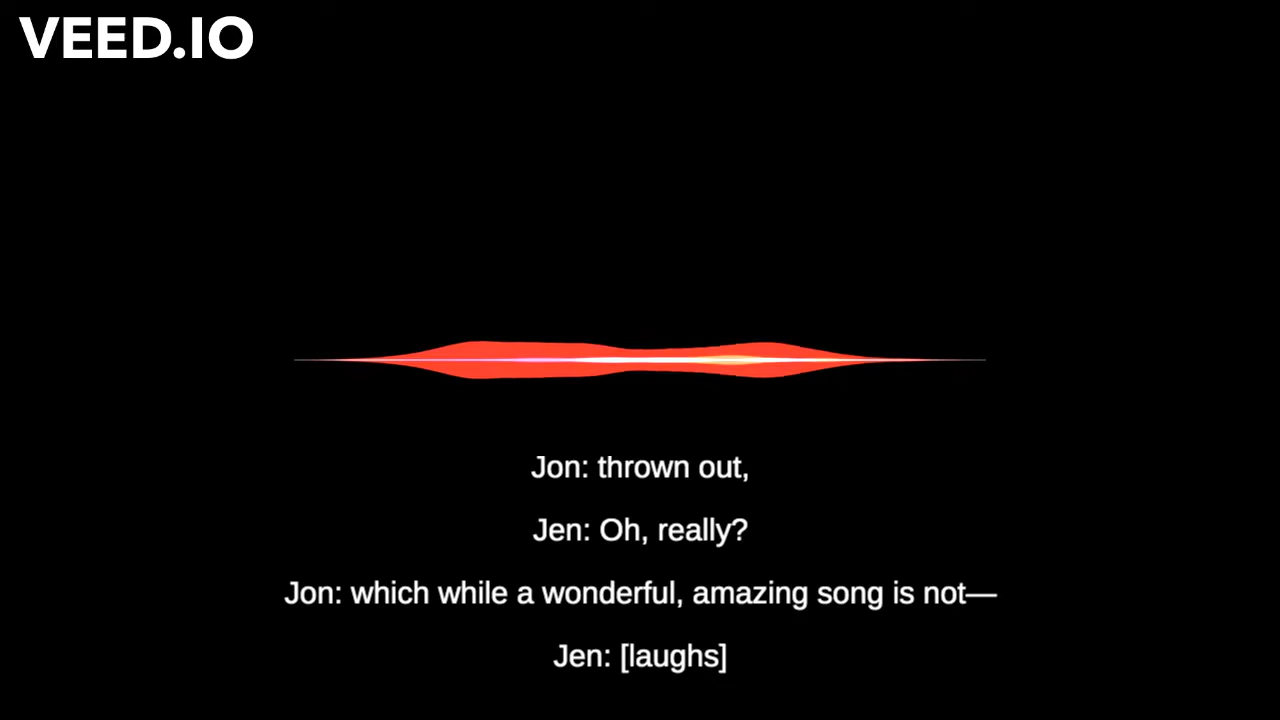 VEED.IO
Jon: thrown out,
Jen: Oh, really?
Jon: which while a wonderful, amazing song is not—
Jen: [laughs]